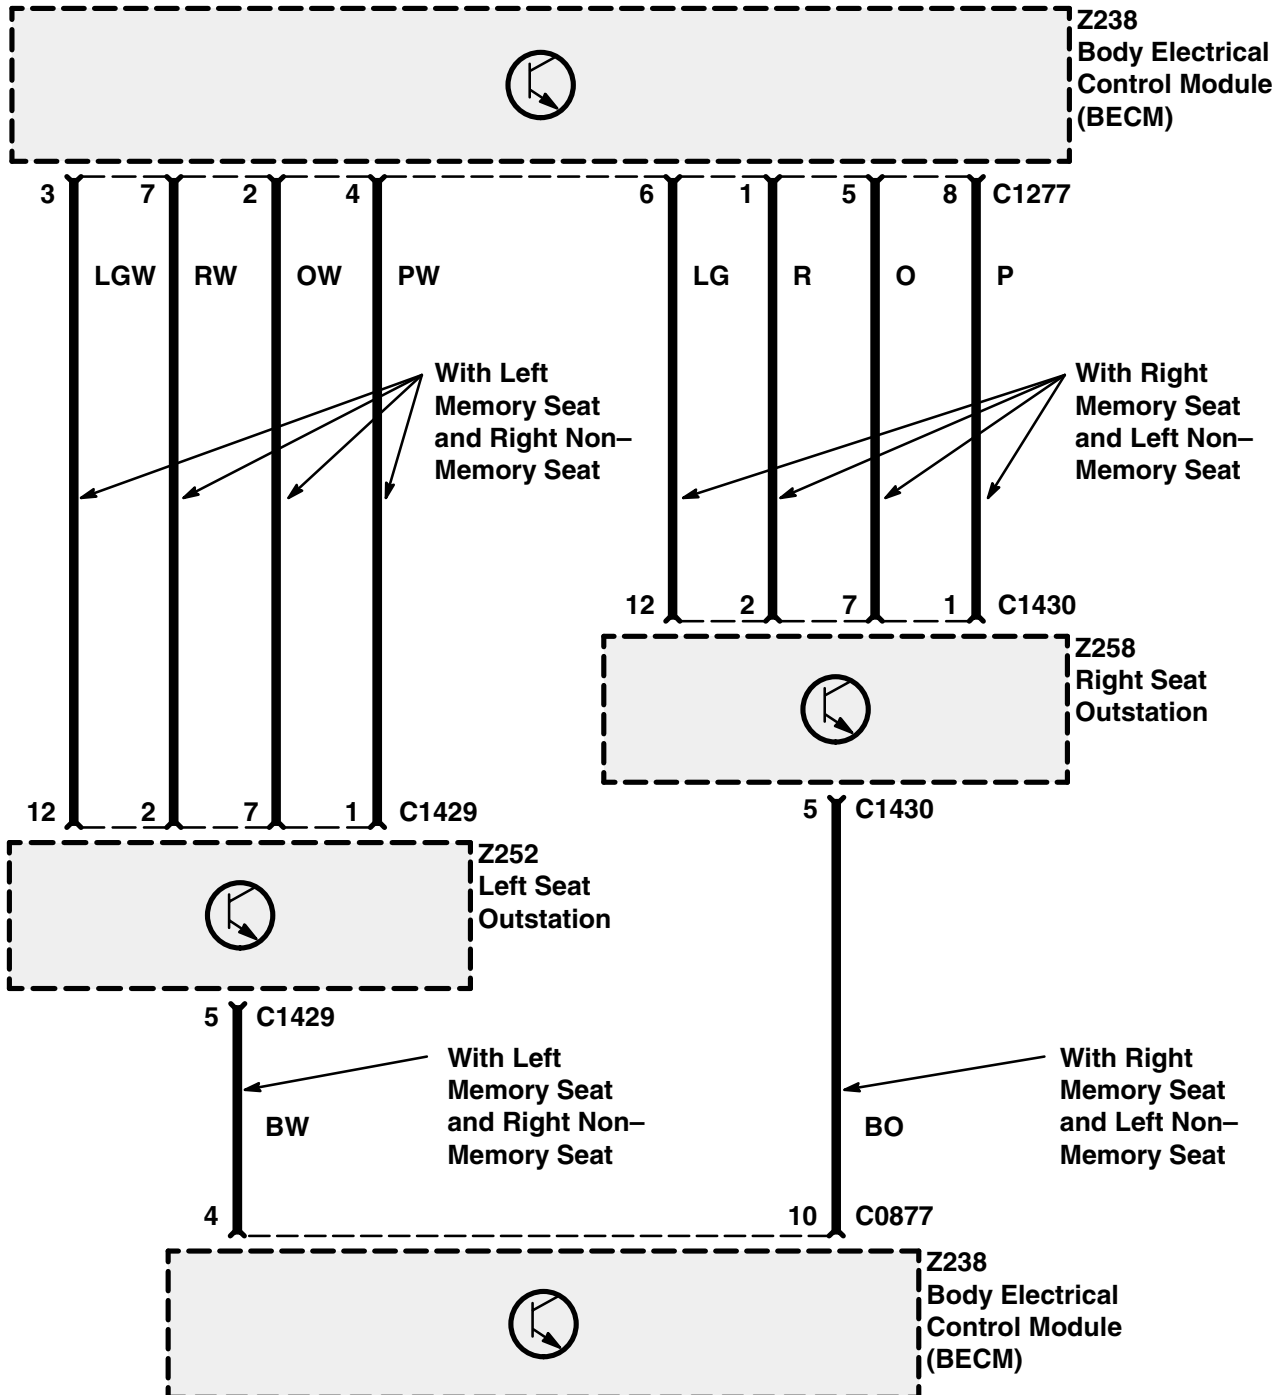 Z238
Body Electrical
Control Module
(BECM)
3 7 2 4 6 1 5 8 C1277
LGW RW OW PW LG R O P
With Left
Memory Seat
and Right Non–
Memory Seat
With Right
Memory Seat
and Left Non–
Memory Seat
12 2 7 1 C1430
Z258
Right Seat
Outstation
12 2 7 1 C1429
5 C1430
Z252
Left Seat
Outstation
5 C1429
With Left
Memory Seat
and Right Non–
Memory Seat
BW
With Right
Memory Seat
and Left Non–
Memory Seat
BO
4 10 C0877
Z238
Body Electrical
Control Module
(BECM)